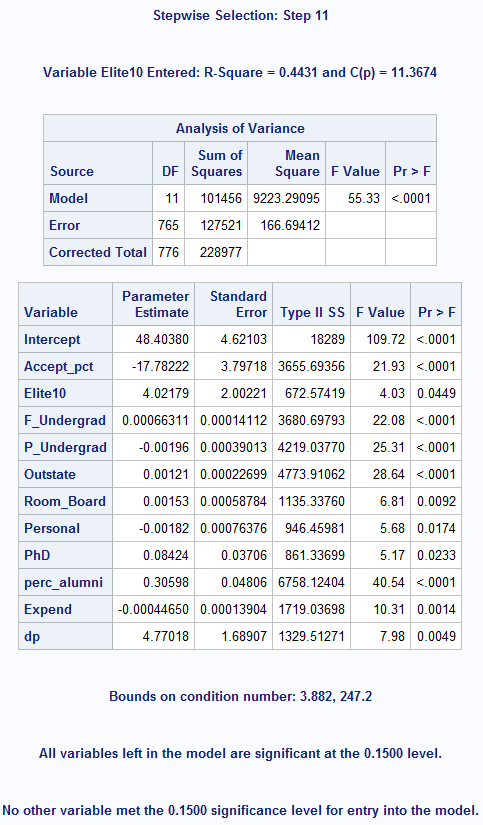 Stepwise Selection: Step 11
Variable Elite10 Entered: R-Square = 0.4431 and C(p) = 11.3674
Analysis of Variance
Source DF Sum of Squares Mean Square F Value Pr > F
Model 11 101456 9223.29095 55.33 <.0001
Error 765 127521 166.69412
Corrected Total 776 228977
Variable Parameter Estimate Standard Error Type II SS F Value Pr > F
Intercept 48.40380 4.62103 18289 109.72 <.0001
Accept_pct -17.78222 3.79718 3655.69356 21.93 <.0001
Elite10 4.02179 2.00221 672.57419 4.03 0.0449
F_Undergrad 0.00066311 0.00014112 3680.69793 22.08 <.0001
P_Undergrad -0.00196 0.00039013 4219.03770 25.31 <.0001
Outstate 0.00121 0.00022699 4773.91062 28.64 <.0001
Room_Board 0.00153 0.00058784 1135.33760 6.81 0.0092
Personal -0.00182 0.00076376 946.45981 5.68 0.0174
PhD 0.08424 0.03706 861.33699 5.17 0.0233
perc_alumni 0.30598 0.04806 6758.12404 40.54 <.0001
Expend -0.00044650 0.00013904 1719.03698 10.31 0.0014
dp 4.77018 1.68907 1329.51271 7.98 0.0049
Bounds on condition number: 3.882, 247.2
All variables left in the model are significant at the 0.1500 level.
No other variable met the 0.1500 significance level for entry into the model.